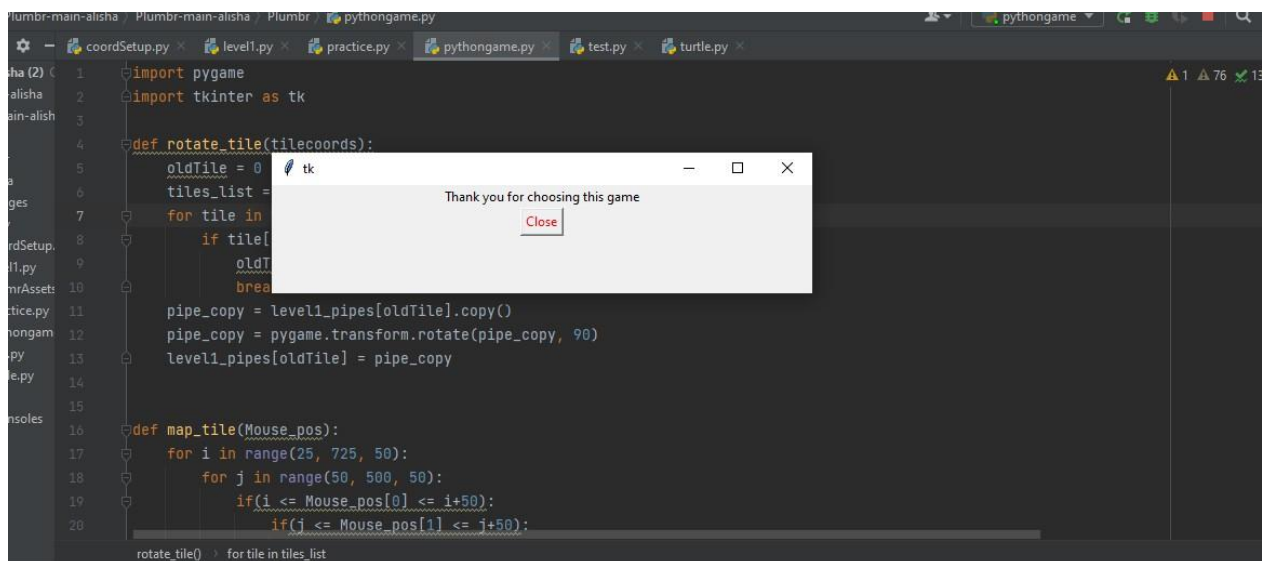 Plumbr-main-alisha Plumbr-main-alisha Plumbr pythongame.py pythongame
coordSetup.py level1.py practice.py pythongame.py test.py turtle.py
sha (2) 1 import pygame 1 76 13
alisha 2 import tkinter as tk
ain-alish 3
4 def rotate_tile(tilecoords):
5 oldTile = 0
tk
6 tiles_list =
Thank you for choosing this game
ges 7 for tile in
Close
rdSetup. 8 if tile[
el1.py 9 oldT
mrAssets 10 brea
ctice.py 11 pipe_copy = level1_pipes[oldTile].copy()
hongam 12 pipe_copy = pygame.transform.rotate(pipe_copy, 90)
.py 13 level1_pipes[oldTile] = pipe_copy
le.py 14
15
nsoles 16 def map_tile(Mouse_pos):
17 for i in range(25, 725, 50):
18 for j in range(50, 500, 50):
19 if(i <= Mouse_pos[0] <= i+50):
20 if(j <= Mouse_pos[1] <= j+50):
rotate_tile() for tile in tiles_list